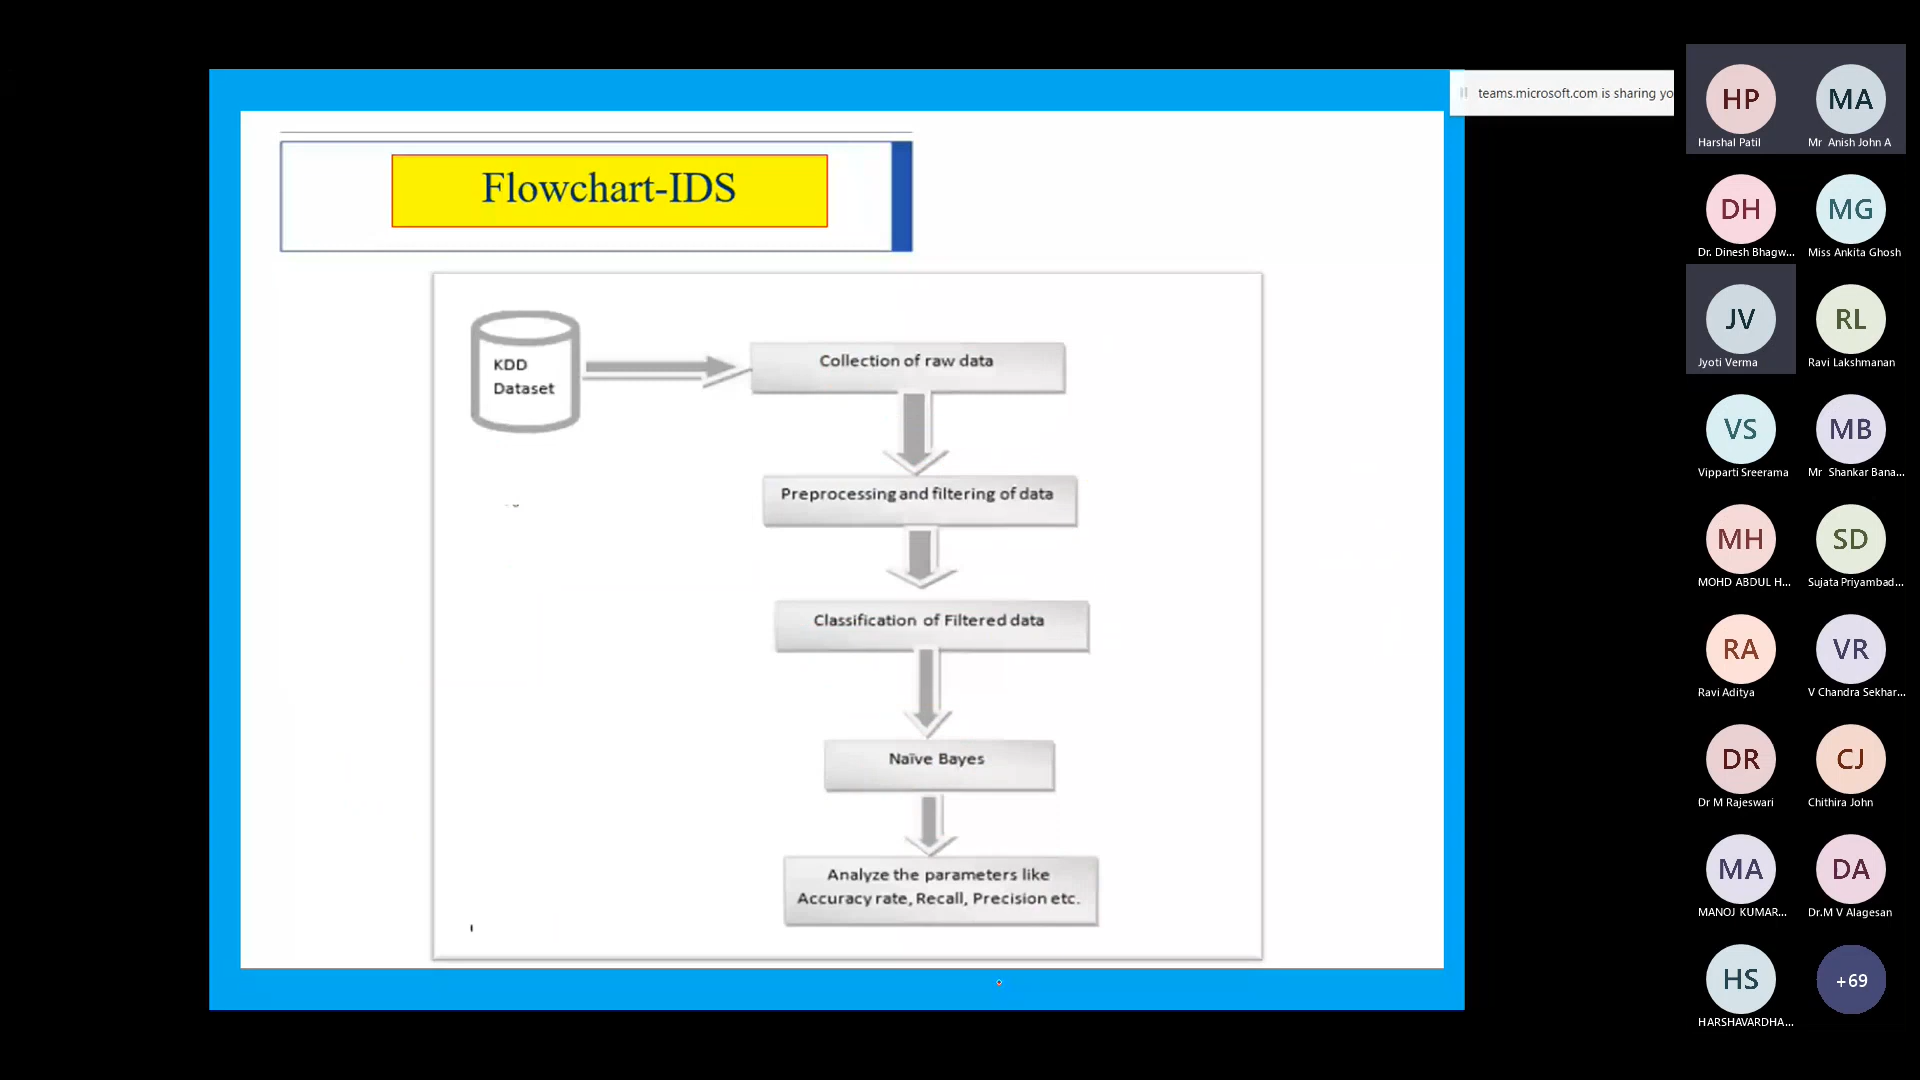 Flowchart-IDS
KDD
Dataset
Collection of raw data
Preprocessing and filtering of data
Classification of Filtered data
Naïve Bayes
Analyze the parameters like
Accuracy rate, Recall, Precision etc.
teams.microsoft.com is sharing yo
HP
Harshal Patil
MA
Mr Anish John A
DH
Dr. Dinesh Bhagw...
MG
Miss Ankita Ghosh
JV
Jyoti Verma
RL
Ravi Lakshmanan
VS
Vipparti Sreerama
MB
Mr Shankar Bana...
MH
MOHD ABDUL H...
SD
Sujata Priyambad...
RA
Ravi Aditya
VR
V Chandra Sekhar...
DR
Dr M Rajeswari
CJ
Chithira John
MA
MANOJ KUMAR...
DA
Dr.M V Alagesan
HS
HARSHAVARDHA...
+69